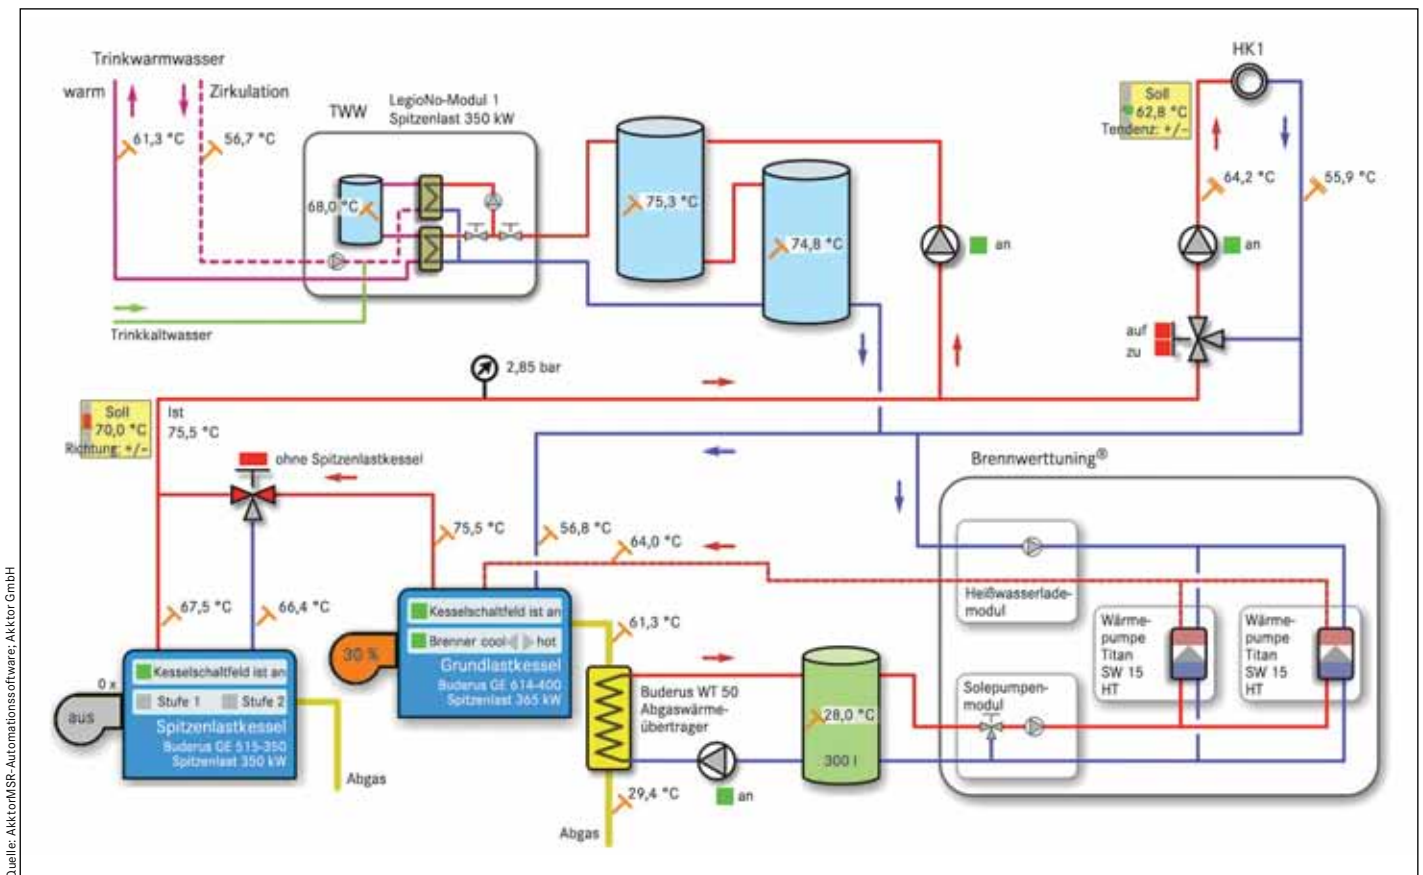 Trinkwarmwasser
warm
Zirkulation
61,3 °C
56,7 °C
TWW
LegioNo-Modul 1
Spitzenlast 350 kW
68,0 °C
75,3 °C
74,8 °C
an
HK1
Soll
62,8 °C
Tendenz: +/-
64,2 °C
55,9 °C
an
auf
zu
Trinkkaltwasser
2,85 bar
Soll
70,0 °C
Richtung: +/-
Ist
75,5 °C
ohne Spitzenlastkessel
75,5 °C
56,8 °C
64,0 °C
67,5 °C
66,4 °C
Brennwerttuning®
Heißwasserlade-
modul
Wärme-
pumpe
Titan
SW 15
HT
Wärme-
pumpe
Titan
SW 15
HT
Solepumpen-
modul
30 %
Kesselschaltfeld ist an
Brenner cool hot
Grundlastkessel
Buderus GE 614-400
Spitzenlast 365 kW
61,3 °C
Buderus WT 50
Abgaswärme-
übertrager
28,0 °C
300 l
an
29,4 °C
Abgas
0 x
aus
Kesselschaltfeld ist an
Stufe 1 Stufe 2
Spitzenlastkessel
Buderus GE 515-350
Spitzenlast 350 kW
Abgas
Quelle: AkktorMSR-Automationssoftware; Akktor GmbH